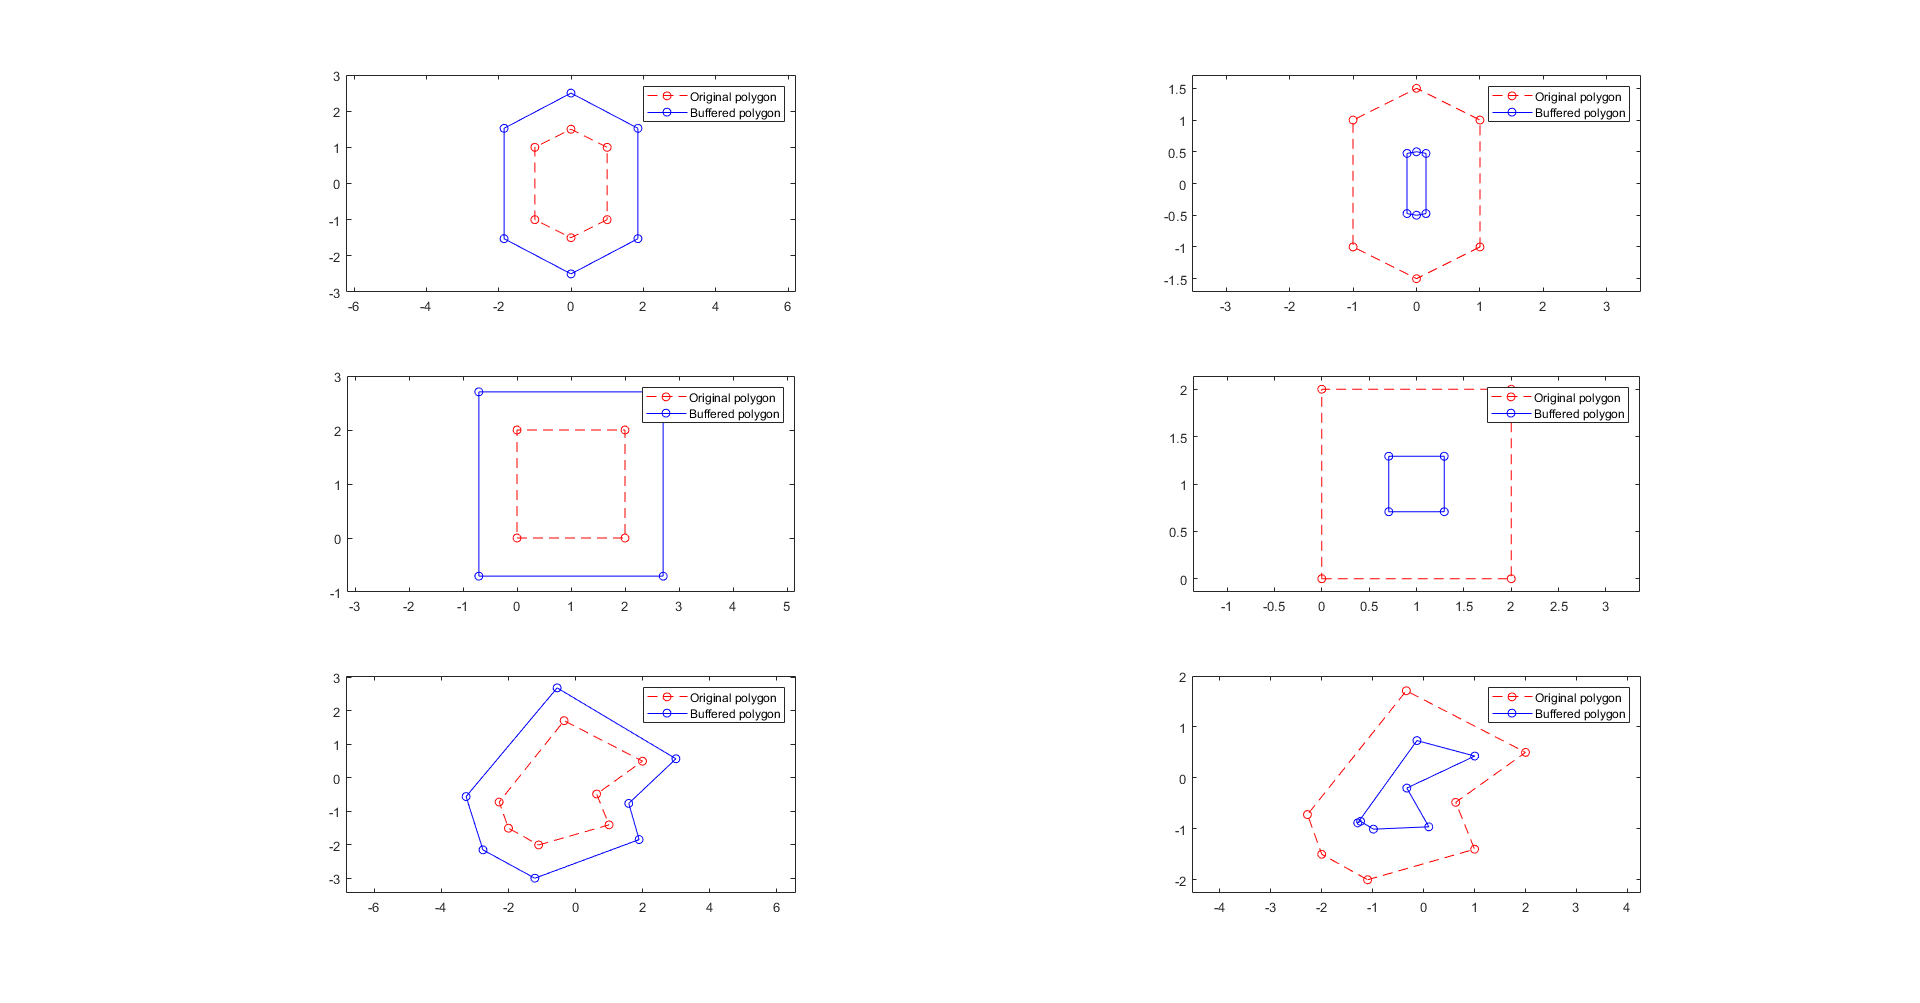 3
2
1
0
-1
-2
-3
-6 -4 -2 0 2 4 6
Original polygon
Buffered polygon
1.5
1
0.5
0
-0.5
-1
-1.5
-3 -2 -1 0 1 2 3
Original polygon
Buffered polygon
3
2
1
0
-1
-3 -2 -1 0 1 2 3 4 5
Original polygon
Buffered polygon
2
1.5
1
0.5
0
-1 -0.5 0 0.5 1 1.5 2 2.5 3
Original polygon
Buffered polygon
3
2
1
0
-1
-2
-3
-6 -4 -2 0 2 4 6
Original polygon
Buffered polygon
2
1
0
-1
-2
-4 -3 -2 -1 0 1 2 3 4
Original polygon
Buffered polygon